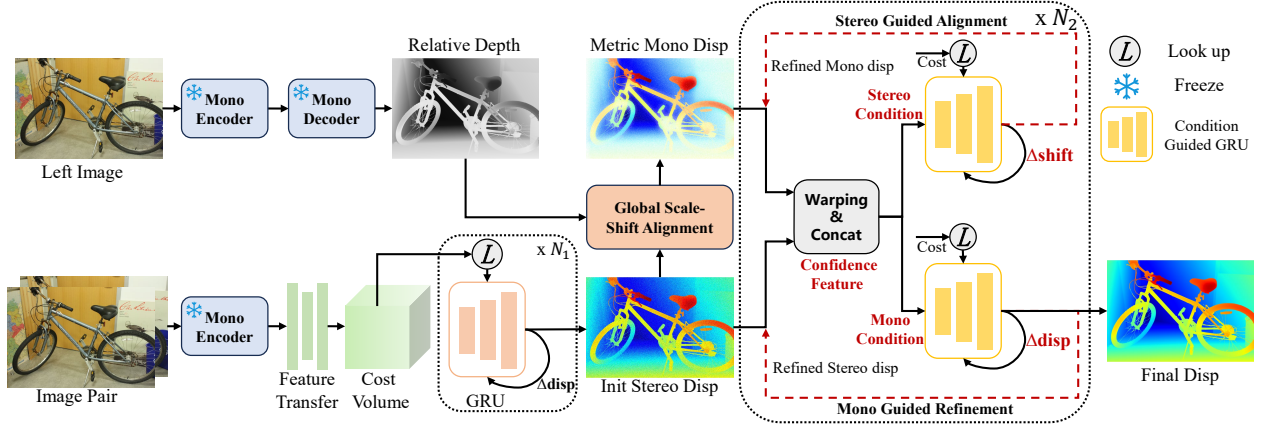 Stereo Guided Alignment
x N2
Relative Depth
Metric Mono Disp
Refined Mono disp
Cost
L
L
Look up
Freeze
Mono
Encoder
Mono
Decoder
Stereo
Condition
Condition
Guided GRU
Left Image
Δshift
Global Scale-
Shift Alignment
Warping
&
Concat
Confidence
Feature
x N1
L
Cost
L
Mono
Encoder
Mono
Condition
Δdisp
Δdisp
Refined Stereo disp
Image Pair
Feature
Transfer
Cost
Volume
GRU
Init Stereo Disp
Final Disp
Mono Guided Refinement